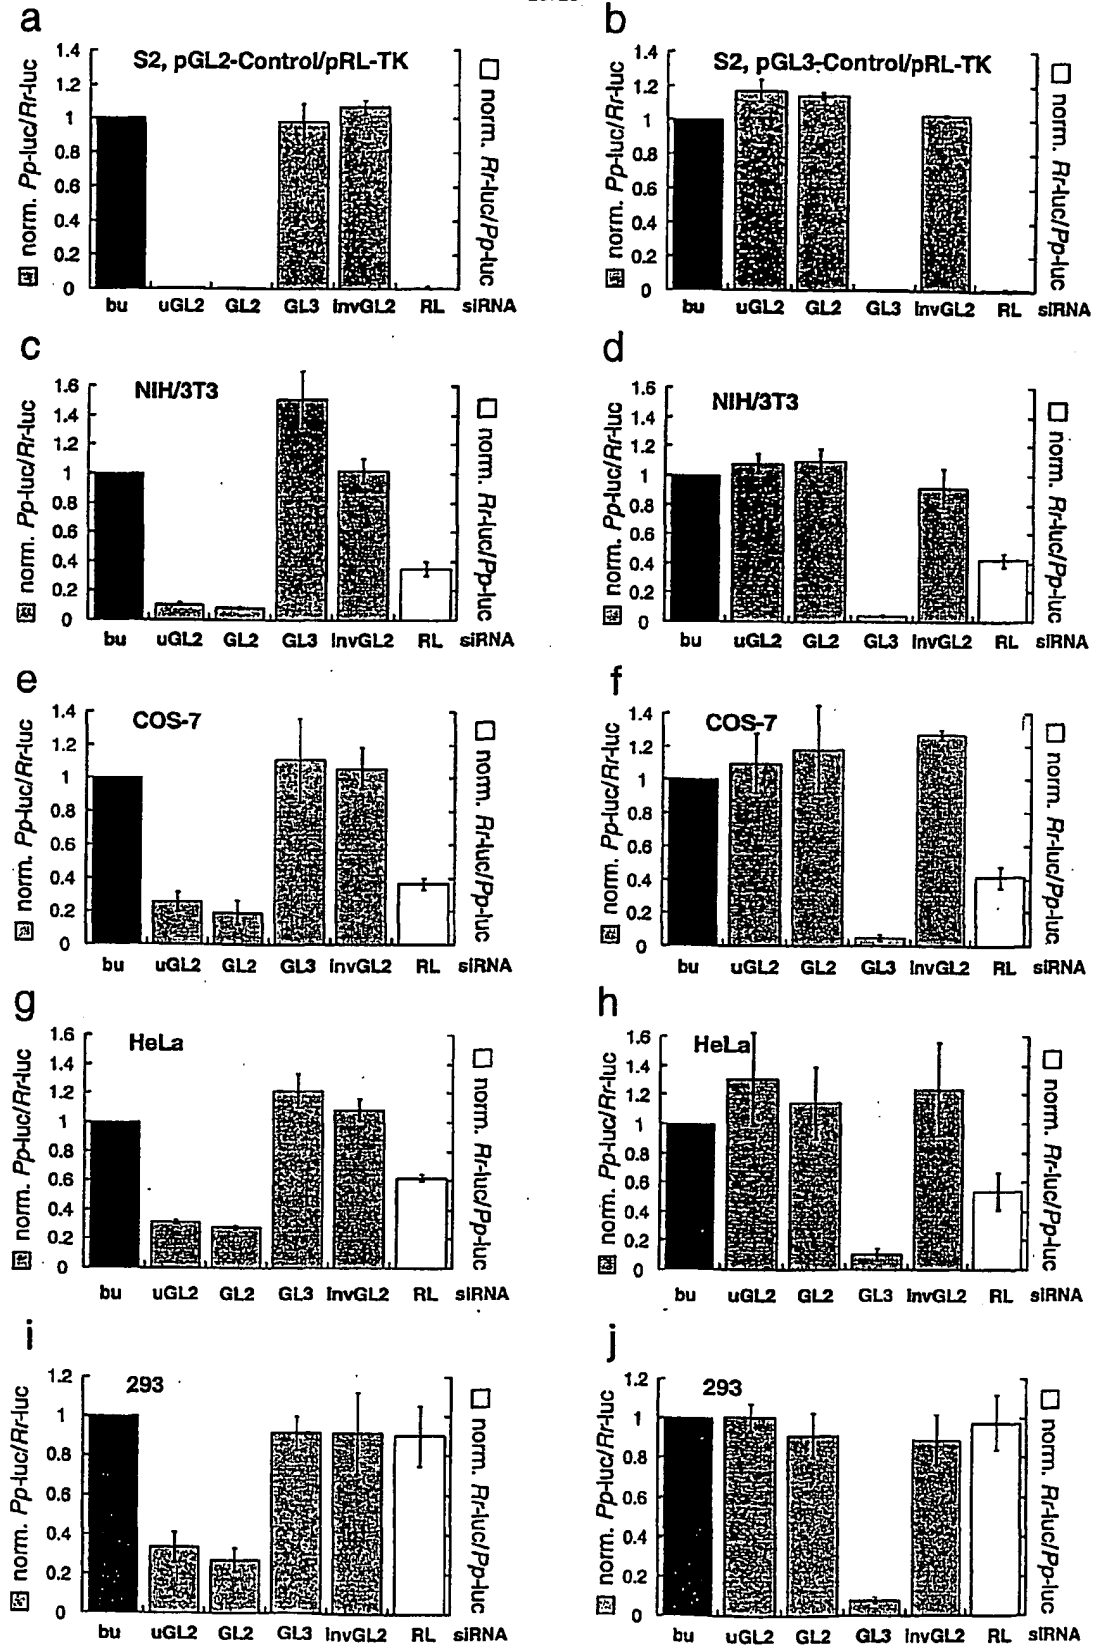 a
S2, pGL2-Control/pRL-TK
norm. Pp-luc/Rr-luc
1.4
1.2
1
0.8
0.6
0.4
0.2
0
bu uGL2 GL2 GL3 invGL2 RL siRNA
norm. Rr-luc/Pp-luc
b
S2, pGL3-Control/pRL-TK
norm. Pp-luc/Rr-luc
1.4
1.2
1
0.8
0.6
0.4
0.2
0
bu uGL2 GL2 GL3 invGL2 RL siRNA
norm. Rr-luc/Pp-luc
c
NIH/3T3
norm. Pp-luc/Rr-luc
1.6
1.4
1.2
1
0.8
0.6
0.4
0.2
0
bu uGL2 GL2 GL3 invGL2 RL siRNA
norm. Rr-luc/Pp-luc
d
NIH/3T3
norm. Pp-luc/Rr-luc
1.6
1.4
1.2
1
0.8
0.6
0.4
0.2
0
bu uGL2 GL2 GL3 invGL2 RL siRNA
norm. Rr-luc/Pp-luc
e
COS-7
norm. Pp-luc/Rr-luc
1.4
1.2
1
0.8
0.6
0.4
0.2
0
bu uGL2 GL2 GL3 invGL2 RL siRNA
norm. Rr-luc/Pp-luc
f
COS-7
norm. Pp-luc/Rr-luc
1.4
1.2
1
0.8
0.6
0.4
0.2
0
bu uGL2 GL2 GL3 invGL2 RL siRNA
norm. Rr-luc/Pp-luc
g
HeLa
norm. Pp-luc/Rr-luc
1.6
1.4
1.2
1
0.8
0.6
0.4
0.2
0
bu uGL2 GL2 GL3 invGL2 RL siRNA
norm. Rr-luc/Pp-luc
h
HeLa
norm. Pp-luc/Rr-luc
1.6
1.4
1.2
1
0.8
0.6
0.4
0.2
0
bu uGL2 GL2 GL3 invGL2 RL siRNA
norm. Rr-luc/Pp-luc
i
293
norm. Pp-luc/Rr-luc
1.2
1
0.8
0.6
0.4
0.2
0
bu uGL2 GL2 GL3 invGL2 RL siRNA
norm. Rr-luc/Pp-luc
j
293
norm. Pp-luc/Rr-luc
1.2
1
0.8
0.6
0.4
0.2
0
bu uGL2 GL2 GL3 invGL2 RL siRNA
norm. Rr-luc/Pp-luc